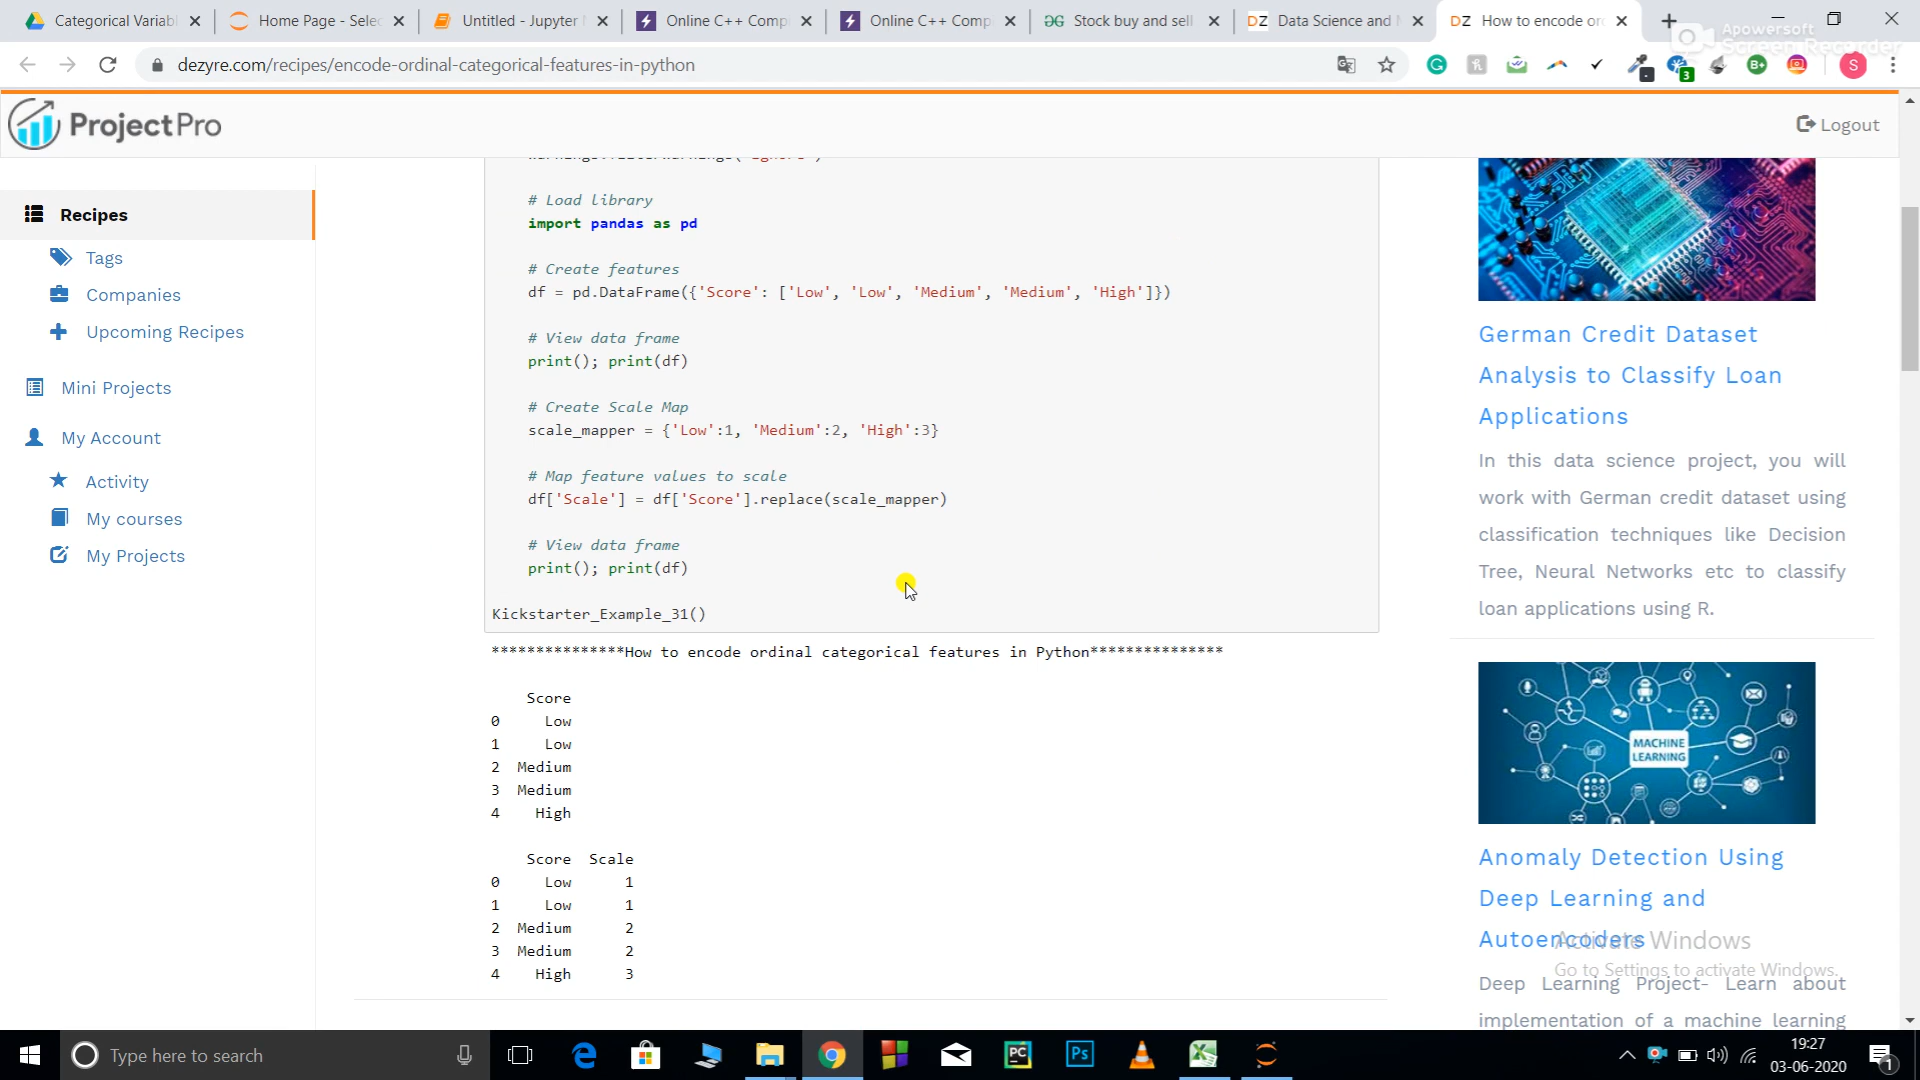 Categorical Variabl
Home Page - Selec
Untitled - Jupyter
Online C++ Comp
Online C++ Comp
Stock buy and sell
DZ Data Science and
DZ How to encode or
Apowersoft
Screen Recorder
dezyre.com/recipes/encode-ordinal-categorical-features-in-python
3
B+
S
ProjectPro
Logout
Recipes
Tags
Companies
Upcoming Recipes
Mini Projects
My Account
Activity
My courses
My Projects
# Load library
import pandas as pd
# Create features
df = pd.DataFrame({'Score': ['Low', 'Low', 'Medium', 'Medium', 'High']})
# View data frame
print(); print(df)
# Create Scale Map
scale_mapper = {'Low':1, 'Medium':2, 'High':3}
# Map feature values to scale
df['Scale'] = df['Score'].replace(scale_mapper)
# View data frame
print(); print(df)
Kickstarter_Example_31()
***************How to encode ordinal categorical features in Python***************
Score
0 Low
1 Low
2 Medium
3 Medium
4 High
Score Scale
0 Low 1
1 Low 1
2 Medium 2
3 Medium 2
4 High 3
German Credit Dataset
Analysis to Classify Loan
Applications
In this data science project, you will
work with German credit dataset using
classification techniques like Decision
Tree, Neural Networks etc to classify
loan applications using R.
MACHINE
LEARNING
Anomaly Detection Using
Deep Learning and
Autoencoders
Activate Windows
Go to Settings to activate Windows.
Deep Learning Project- Learn about
implementation of a machine learning
Type here to search
PC
Ps
19:27
03-06-2020
1